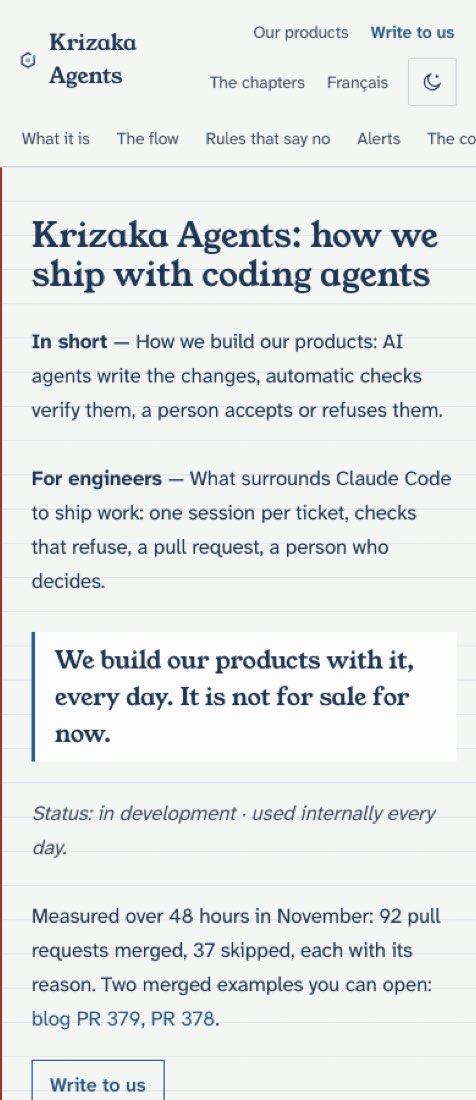 Krizaka
Agents
Our products
Write to us
The chapters
Français
What it is
The flow
Rules that say no
Alerts
The co
Krizaka Agents: how we
ship with coding agents
In short — How we build our products: AI
agents write the changes, automatic checks
verify them, a person accepts or refuses them.
For engineers — What surrounds Claude Code
to ship work: one session per ticket, checks
that refuse, a pull request, a person who
decides.
We build our products with it,
every day. It is not for sale for
now.
Status: in development · used internally every
day.
Measured over 48 hours in November: 92 pull
requests merged, 37 skipped, each with its
reason. Two merged examples you can open:
blog PR 379, PR 378.
Write to us